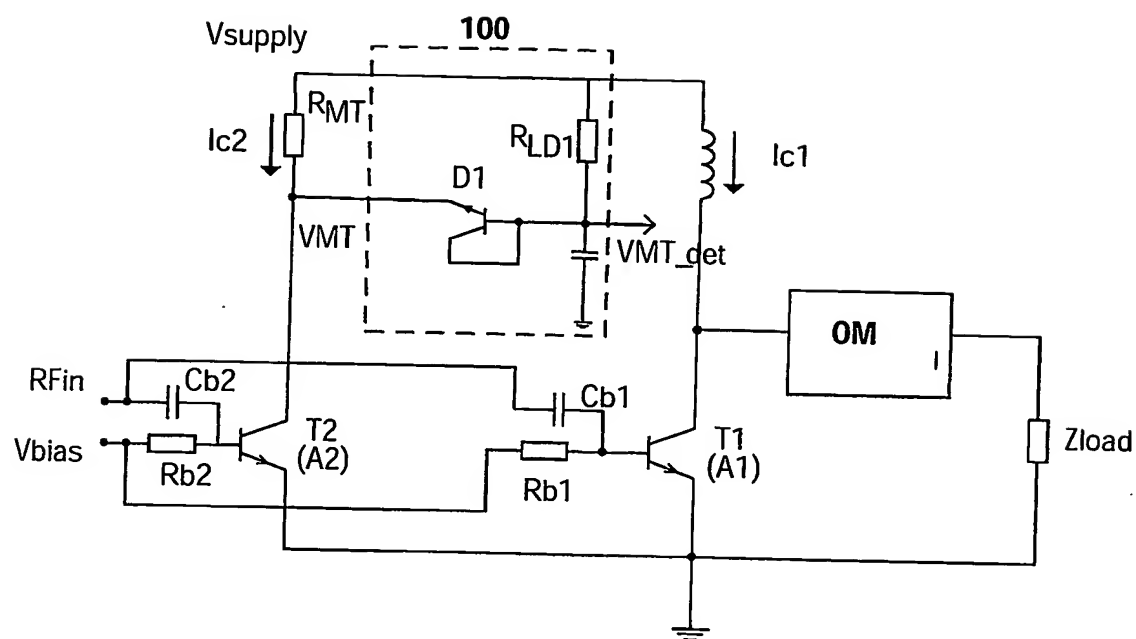 100
Vsupply
RMT
Ic2
RLD1
Ic1
D1
VMT
VMT_det
OM
RFin
Cb2
Cb1
Vbias
T2
(A2)
T1
(A1)
Zload
Rb2
Rb1